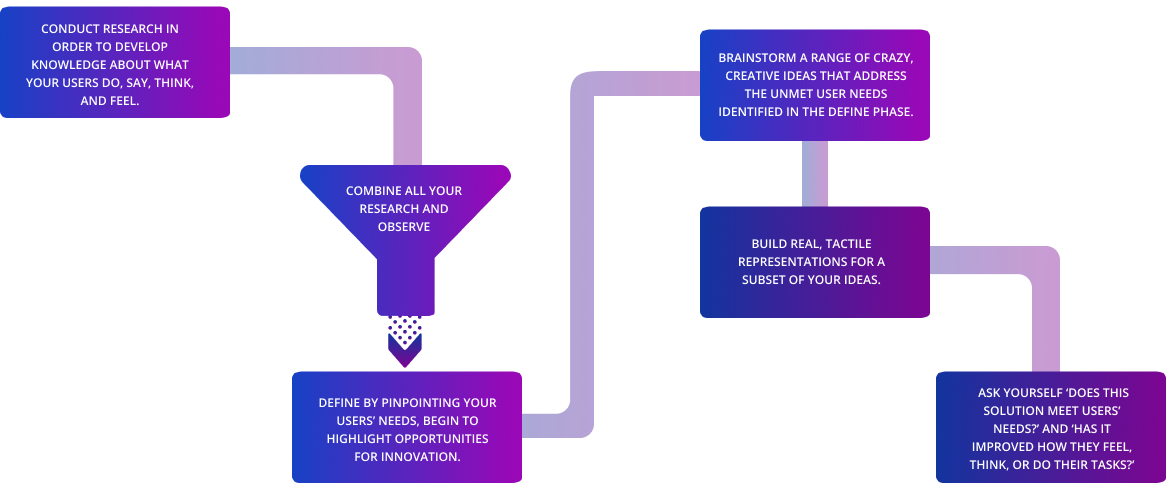 CONDUCT RESEARCH IN
ORDER TO DEVELOP
KNOWLEDGE ABOUT WHAT
YOUR USERS DO, SAY, THINK,
AND FEEL.
COMBINE ALL YOUR
RESEARCH AND
OBSERVE
DEFINE BY PINPOINTING YOUR
USERS’ NEEDS, BEGIN TO
HIGHLIGHT OPPORTUNITIES
FOR INNOVATION.
BRAINSTORM A RANGE OF CRAZY,
CREATIVE IDEAS THAT ADDRESS
THE UNMET USER NEEDS
IDENTIFIED IN THE DEFINE PHASE.
BUILD REAL, TACTILE
REPRESENTATIONS FOR A
SUBSET OF YOUR IDEAS.
ASK YOURSELF ‘DOES THIS
SOLUTION MEET USERS’
NEEDS?’ AND ‘HAS IT
IMPROVED HOW THEY FEEL,
THINK, OR DO THEIR TASKS?’